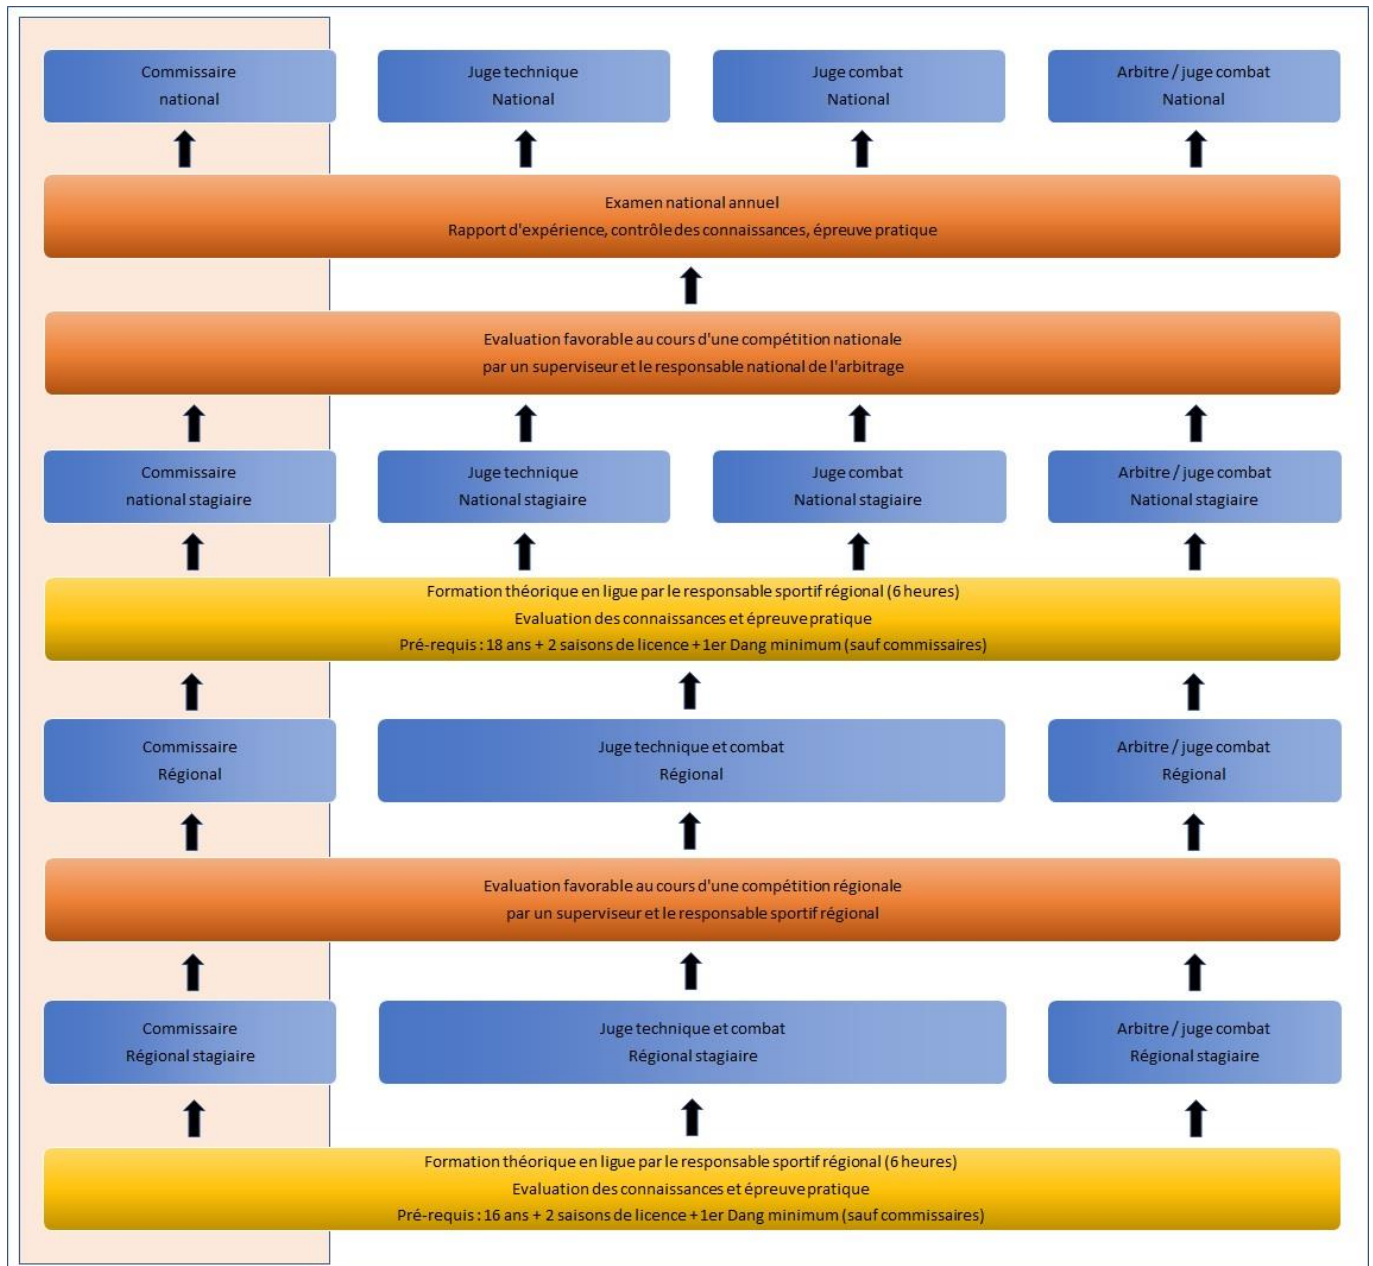 Commissaire
national
Juge technique
National
Juge combat
National
Arbitre / juge combat
National
Examen national annuel
Rapport d'expérience, contrôle des connaissances, épreuve pratique
Evaluation favorable au cours d'une compétition nationale
par un superviseur et le responsable national de l'arbitrage
Commissaire
national stagiaire
Juge technique
National stagiaire
Juge combat
National stagiaire
Arbitre / juge combat
National stagiaire
Formation théorique en ligue par le responsable sportif régional (6 heures)
Evaluation des connaissances et épreuve pratique
Pré-requis : 18 ans + 2 saisons de licence +1er Dang minimum (sauf commissaires)
Commissaire
Régional
Juge technique et combat
Régional
Arbitre / juge combat
Régional
Evaluation favorable au cours d'une compétition régionale
par un superviseur et le responsable sportif régional
Commissaire
Régional stagiaire
Juge technique et combat
Régional stagiaire
Arbitre / juge combat
Régional stagiaire
Formation théorique en ligue par le responsable sportif régional (6 heures)
Evaluation des connaissances et épreuve pratique
Pré-requis : 16 ans + 2 saisons de licence +1er Dang minimum (sauf commissaires)